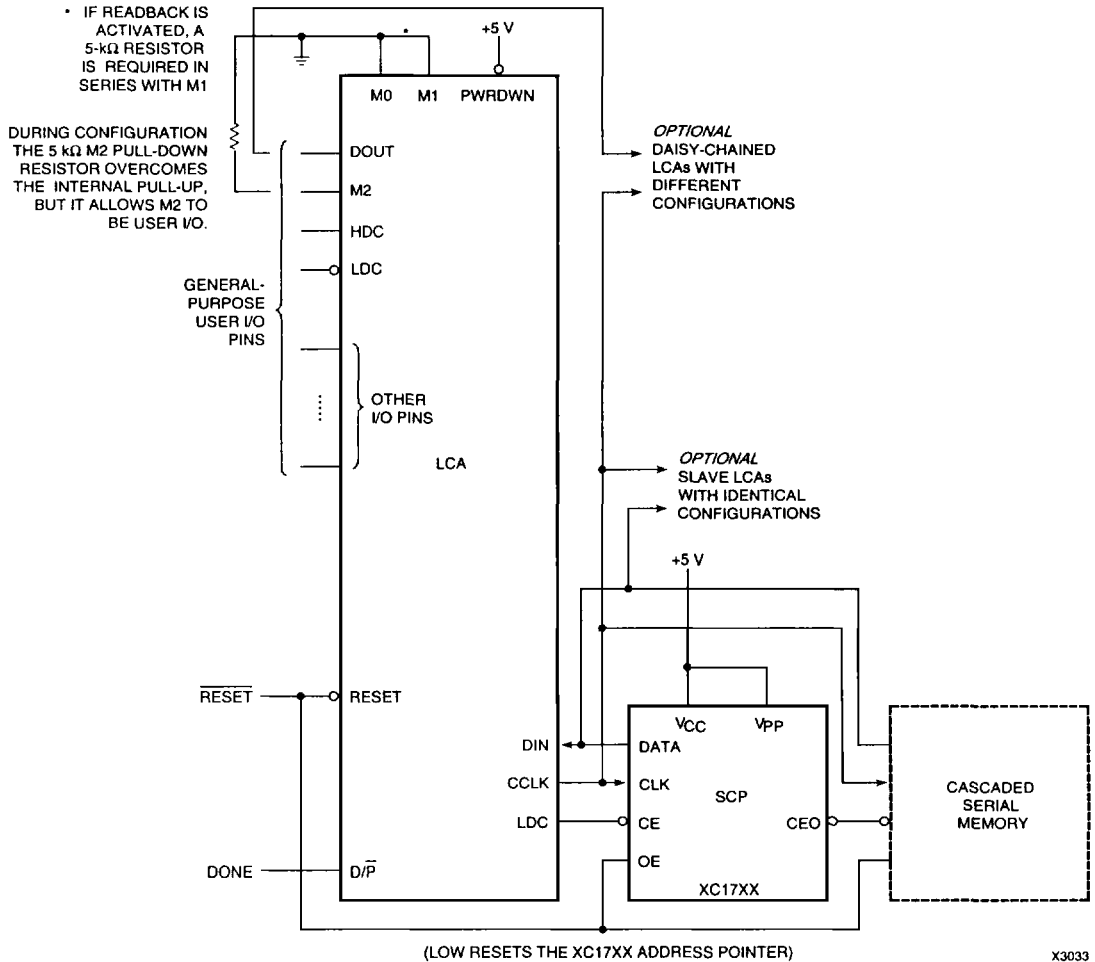 * IF READBACK IS
ACTIVATED, A
5-kΩ RESISTOR
IS REQUIRED IN
SERIES WITH M1
*
+5 V
M0
M1
PWRDWN
DURING CONFIGURATION
THE 5 kΩ M2 PULL-DOWN
RESISTOR OVERCOMES
THE INTERNAL PULL-UP,
BUT IT ALLOWS M2 TO
BE USER I/O.
DOUT
M2
HDC
LDC
GENERAL-
PURPOSE
USER I/O
PINS
OTHER
I/O PINS
LCA
OPTIONAL
DAISY-CHAINED
LCAs WITH
DIFFERENT
CONFIGURATIONS
OPTIONAL
SLAVE LCAs
WITH IDENTICAL
CONFIGURATIONS
+5 V
RESET
RESET
DIN
CCLK
LDC
DONE
D/P̅
VCC
VPP
DATA
CLK
SCP
CE
CEO
OE
XC17XX
CASCADED
SERIAL
MEMORY
(LOW RESETS THE XC17XX ADDRESS POINTER)
X3033